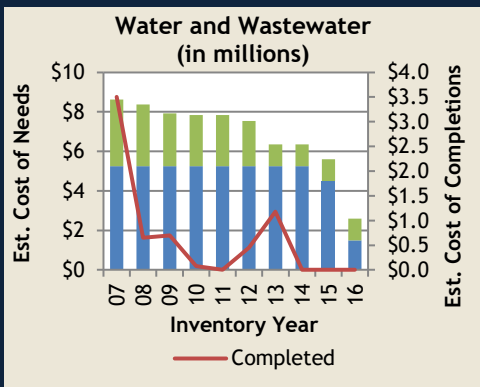 Water and Wastewater
(in millions)
Est. Cost of Needs
$10
$8
$6
$4
$2
$0
$4.0
$3.5
$3.0
$2.5
$2.0
$1.5
$1.0
$0.5
$0.0
Est. Cost of Completions
07 08 09 10 11 12 13 14 15 16
Inventory Year
Completed